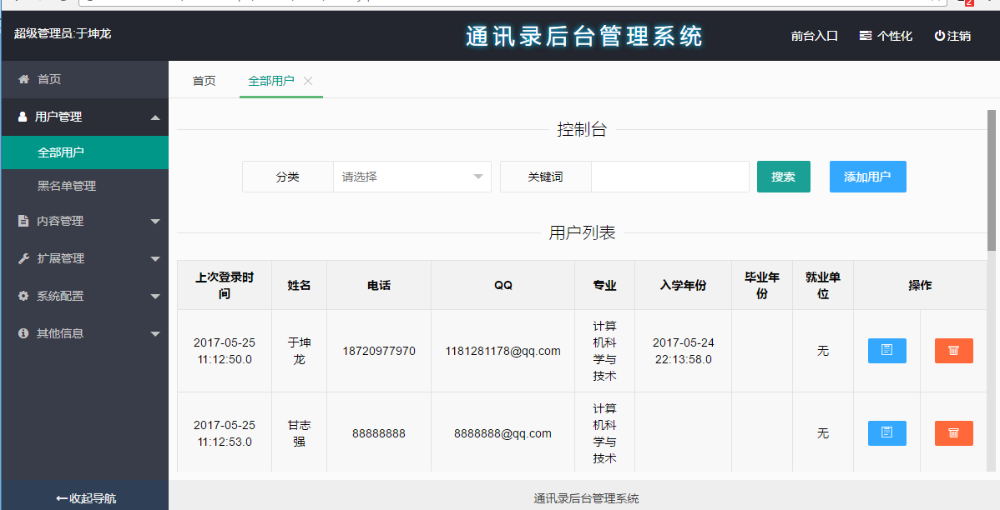 2
超级管理员:于坤龙
通讯录后台管理系统
前台入口 个性化 注销
首页
用户管理
全部用户
黑名单管理
内容管理
扩展管理
系统配置
其他信息
收起导航
首页 全部用户
控制台
分类 请选择 关键词 搜索 添加用户
用户列表
上次登录时
间
姓名
电话
QQ
专业
入学年份
毕业年
份
就业单
位
操作
2017-05-25
11:12:50.0
于坤
龙
18720977970
1181281178@qq.com
计算
机科
学与
技术
2017-05-24
22:13:58.0
无
2017-05-25
11:12:53.0
甘志
强
88888888
8888888@qq.com
计算
机科
学与
技术
无
通讯录后台管理系统